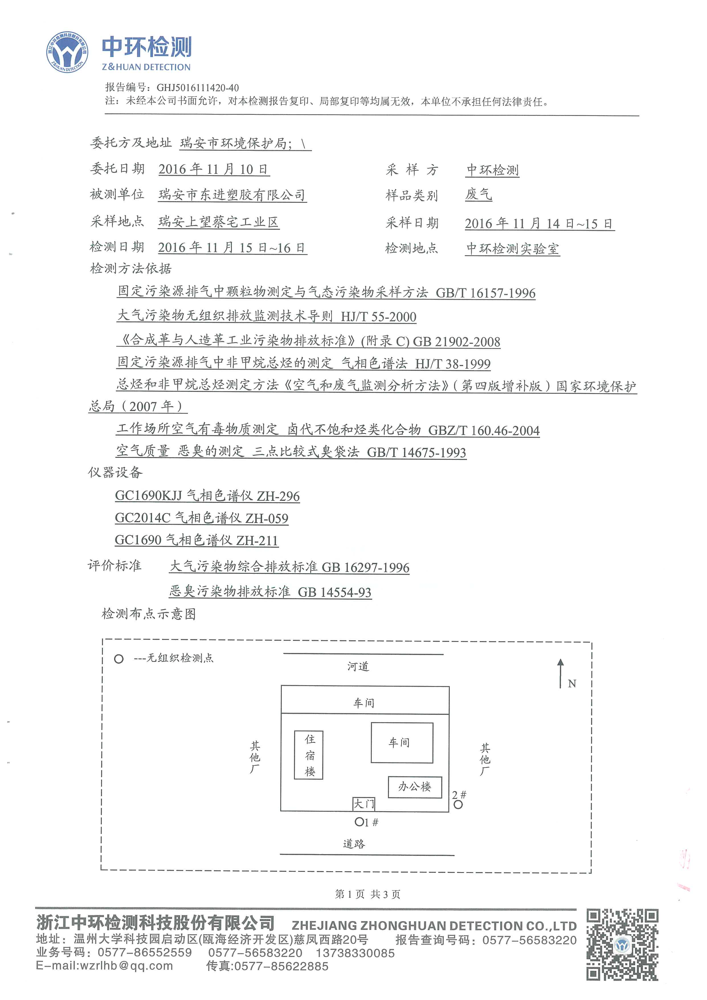 中环检测
Z&HUAN DETECTION
报告编号：GHJ5016111420-40
注：未经本公司书面允许，对本检测报告复印、局部复印等均属无效，本单位不承担任何法律责任。
委托方及地址 瑞安市环境保护局；\
委托日期 2016 年 11 月 10 日 采 样 方 中环检测
被测单位 瑞安市东进塑胶有限公司 样品类别 废气
采样地点 瑞安上望蔡宅工业区 采样日期 2016 年 11 月 14 日~15 日
检测日期 2016 年 11 月 15 日~16 日 检测地点 中环检测实验室
检测方法依据
固定污染源排气中颗粒物测定与气态污染物采样方法 GB/T 16157-1996
大气污染物无组织排放监测技术导则 HJ/T 55-2000
《合成革与人造革工业污染物排放标准》(附录 C) GB 21902-2008
固定污染源排气中非甲烷总烃的测定 气相色谱法 HJ/T 38-1999
总烃和非甲烷总烃测定方法《空气和废气监测分析方法》（第四版增补版）国家环境保护
总局（2007 年）
工作场所空气有毒物质测定 卤代不饱和烃类化合物 GBZ/T 160.46-2004
空气质量 恶臭的测定 三点比较式臭袋法 GB/T 14675-1993
仪器设备
GC1690KJJ 气相色谱仪 ZH-296
GC2014C 气相色谱仪 ZH-059
GC1690 气相色谱仪 ZH-211
评价标准 大气污染物综合排放标准 GB 16297-1996
恶臭污染物排放标准 GB 14554-93
检测布点示意图
---无组织检测点
河道
N
车间
住宿楼
车间
其他厂
其他厂
办公楼
2 #
大门
1 #
道路
第 1 页 共 3 页
浙江中环检测科技股份有限公司 ZHEJIANG ZHONGHUAN DETECTION CO.,LTD
地址：温州大学科技园启动区(瓯海经济开发区)慈凤西路20号 报告查询号码：0577-56583220
业务号码：0577-86552559 0577-56583220 13738330085
E-mail:wzrlhb@qq.com 传真:0577-85622885